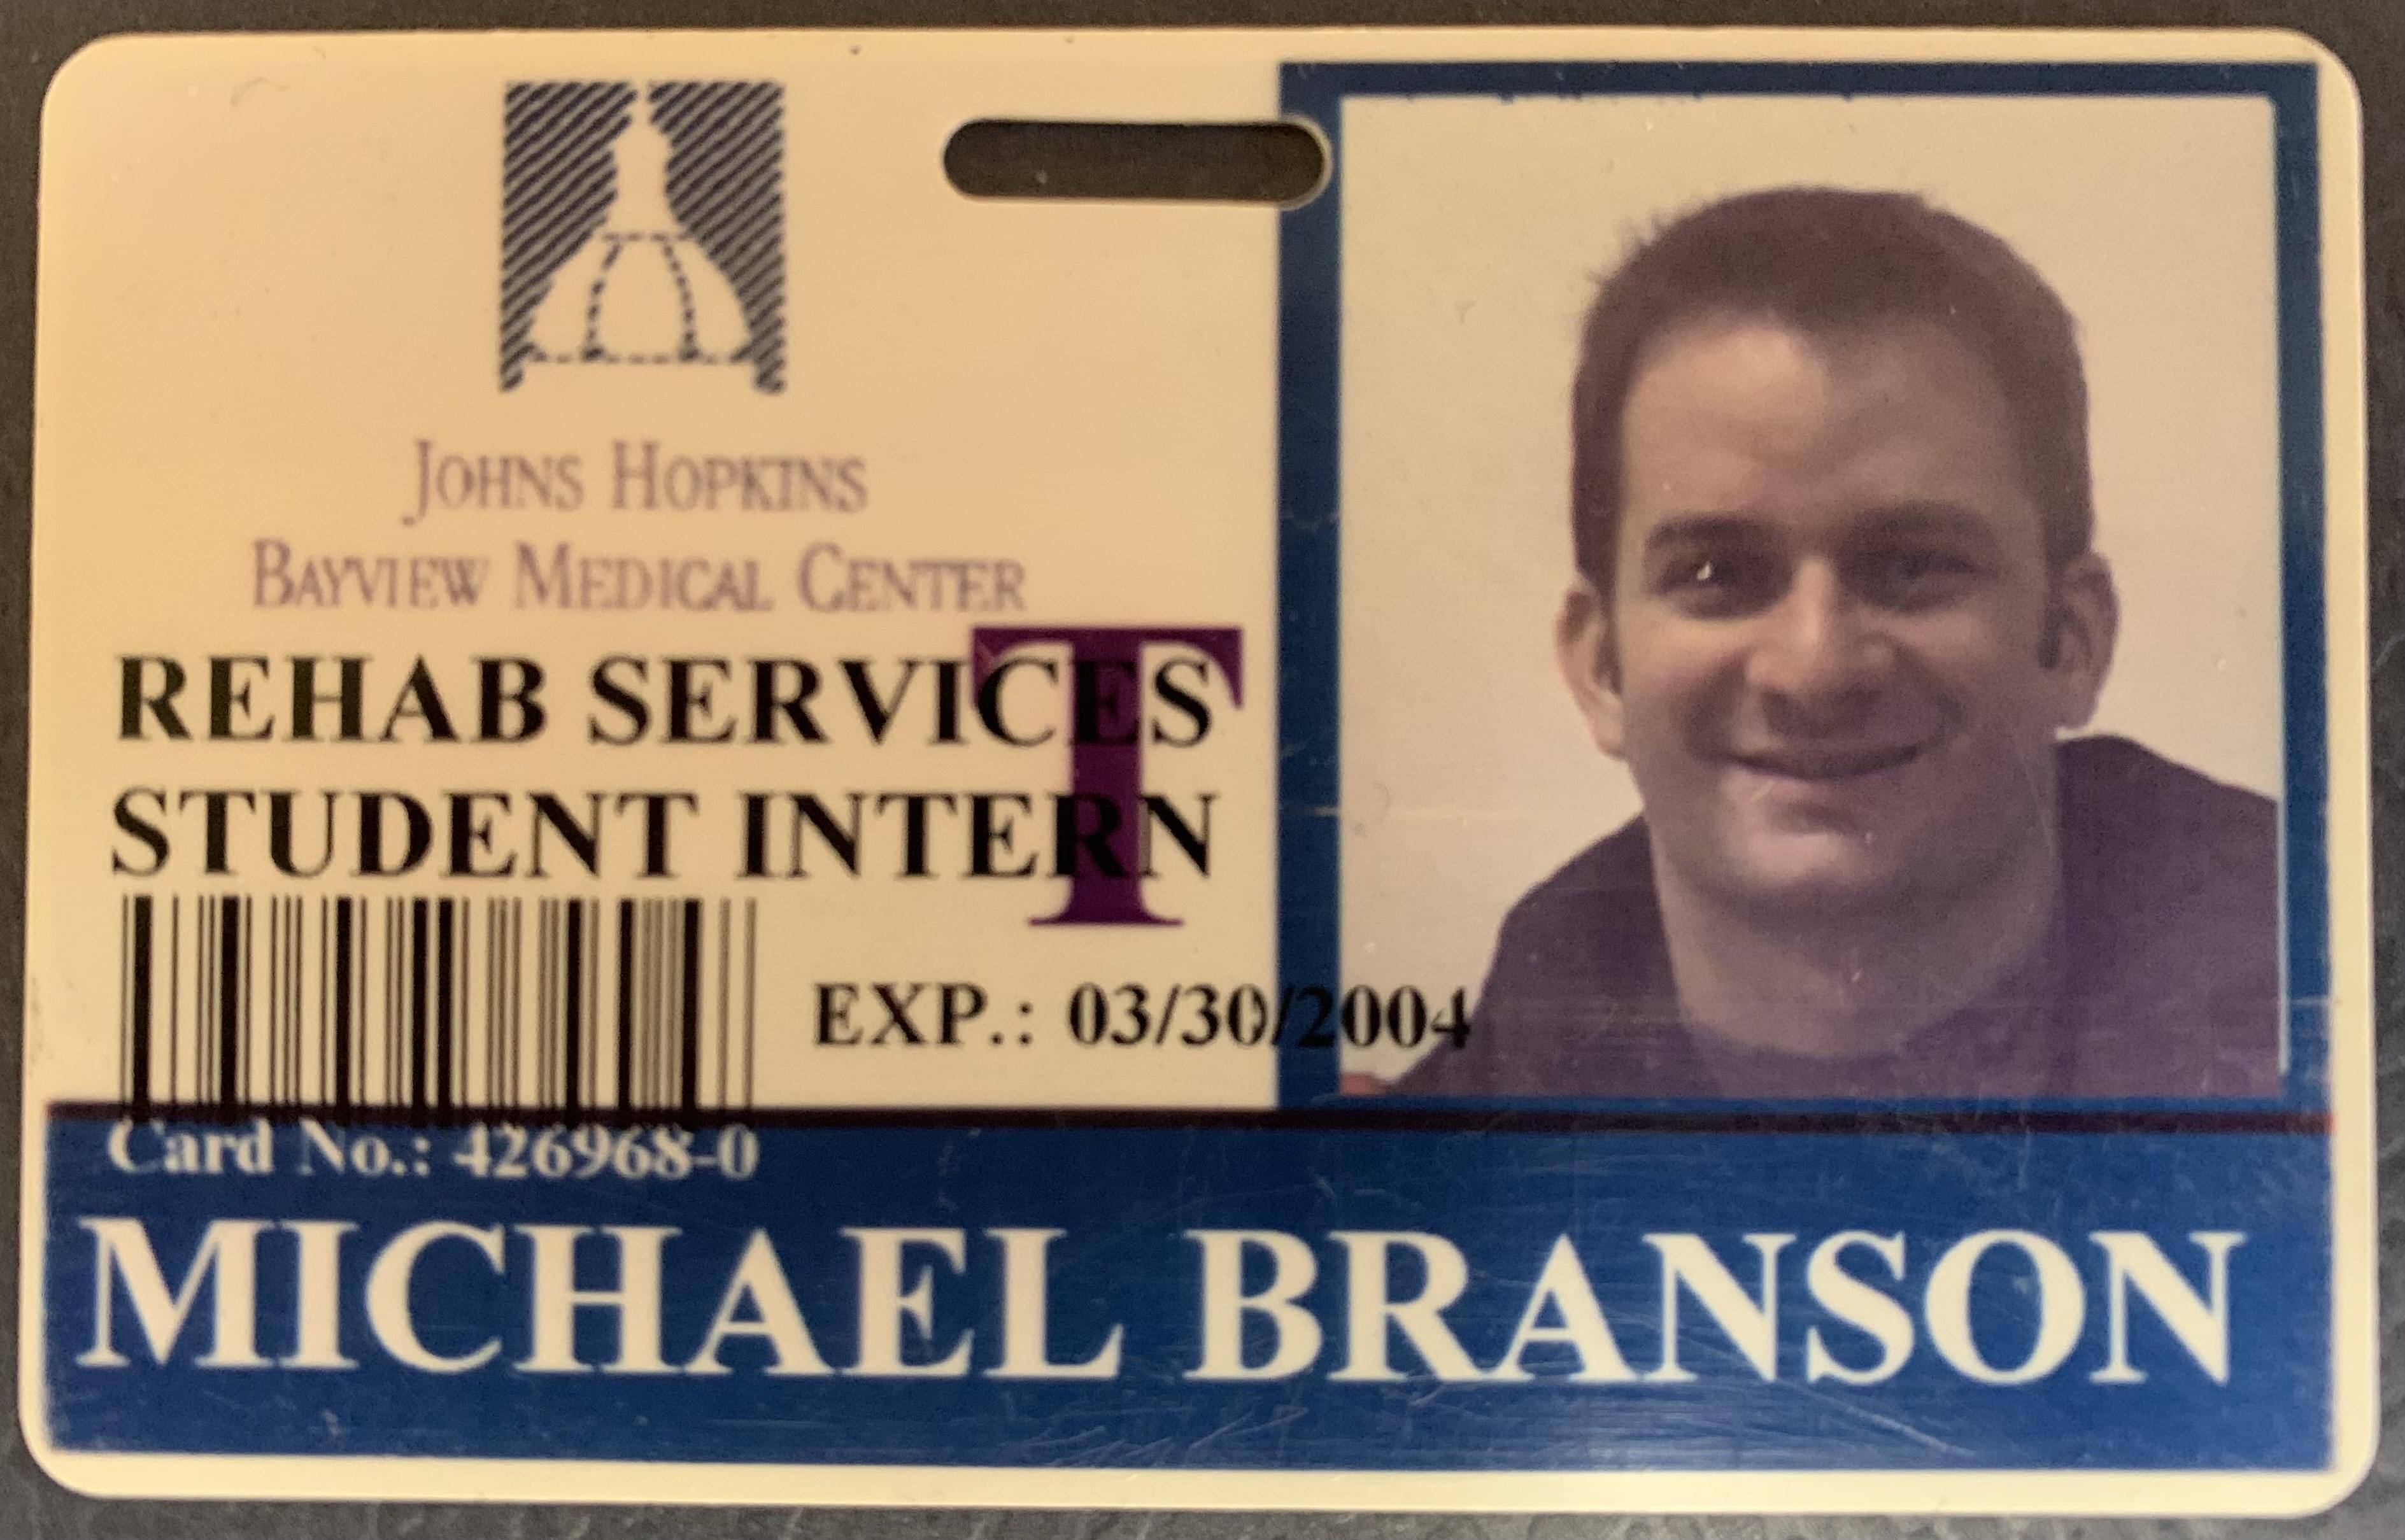 JOHNS HOPKINS
BAYVIEW MEDICAL CENTER
T
REHAB SERVICES
STUDENT INTERN
EXP.: 03/30/2004
Card No.: 426968-0
MICHAEL BRANSON